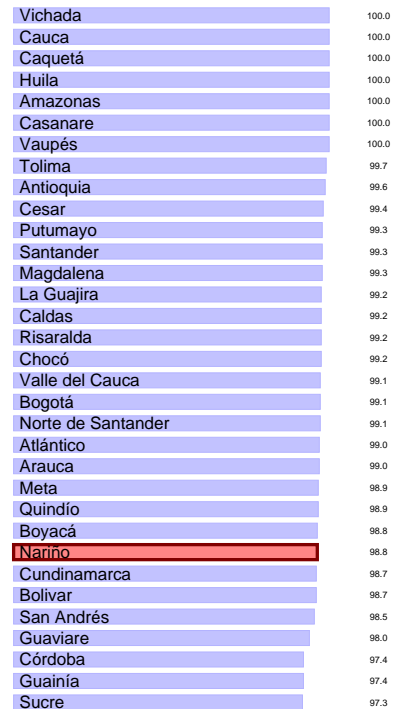 Vichada 100.0
Cauca 100.0
Caquetá 100.0
Huila 100.0
Amazonas 100.0
Casanare 100.0
Vaupés 100.0
Tolima 99.7
Antioquia 99.6
Cesar 99.4
Putumayo 99.3
Santander 99.3
Magdalena 99.3
La Guajira 99.2
Caldas 99.2
Risaralda 99.2
Chocó 99.2
Valle del Cauca 99.1
Bogotá 99.1
Norte de Santander 99.1
Atlántico 99.0
Arauca 99.0
Meta 98.9
Quindío 98.9
Boyacá 98.8
Nariño 98.8
Cundinamarca 98.7
Bolivar 98.7
San Andrés 98.5
Guaviare 98.0
Córdoba 97.4
Guainía 97.4
Sucre 97.3